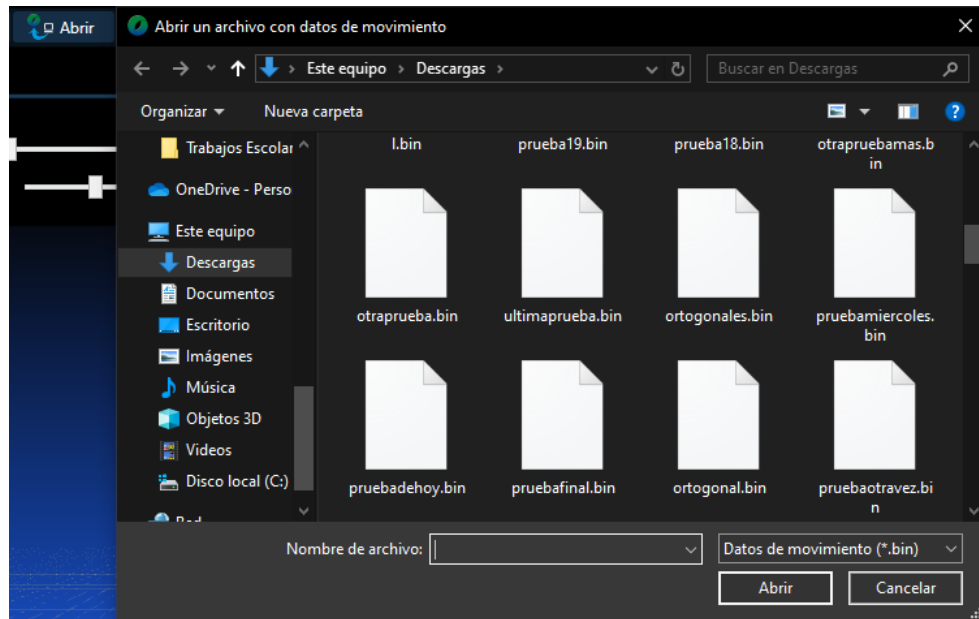 Abrir
Abrir un archivo con datos de movimiento
Este equipo > Descargas >
Buscar en Descargas
Organizar
Nueva carpeta
Trabajos Escolar
OneDrive - Perso
Este equipo
Descargas
Documentos
Escritorio
Imágenes
Música
Objetos 3D
Videos
Disco local (C:)
l.bin
prueba19.bin
prueba18.bin
otrapruebamas.b
in
otraprueba.bin
ultimaprueba.bin
ortogonales.bin
pruebamiercoles.
bin
pruebadehoy.bin
pruebafinal.bin
ortogonal.bin
pruebaotravez.bi
n
Nombre de archivo:
Datos de movimiento (*.bin)
Abrir
Cancelar